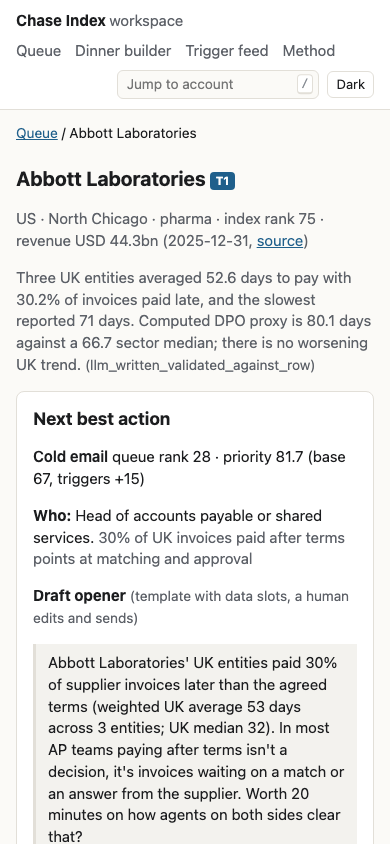 Chase Index workspace
Queue Dinner builder Trigger feed Method
Jump to account /
Dark
Queue / Abbott Laboratories
Abbott Laboratories T1
US · North Chicago · pharma · index rank 75 ·
revenue USD 44.3bn (2025-12-31, source)
Three UK entities averaged 52.6 days to pay with
30.2% of invoices paid late, and the slowest
reported 71 days. Computed DPO proxy is 80.1 days
against a 66.7 sector median; there is no worsening
UK trend. (llm_written_validated_against_row)
Next best action
Cold email queue rank 28 · priority 81.7 (base
67, triggers +15)
Who: Head of accounts payable or shared
services. 30% of UK invoices paid after terms
points at matching and approval
Draft opener (template with data slots, a human
edits and sends)
Abbott Laboratories' UK entities paid 30%
of supplier invoices later than the agreed
terms (weighted UK average 53 days
across 3 entities; UK median 32). In most
AP teams paying after terms isn't a
decision, it's invoices waiting on a match or
an answer from the supplier. Worth 20
minutes on how agents on both sides clear
that?